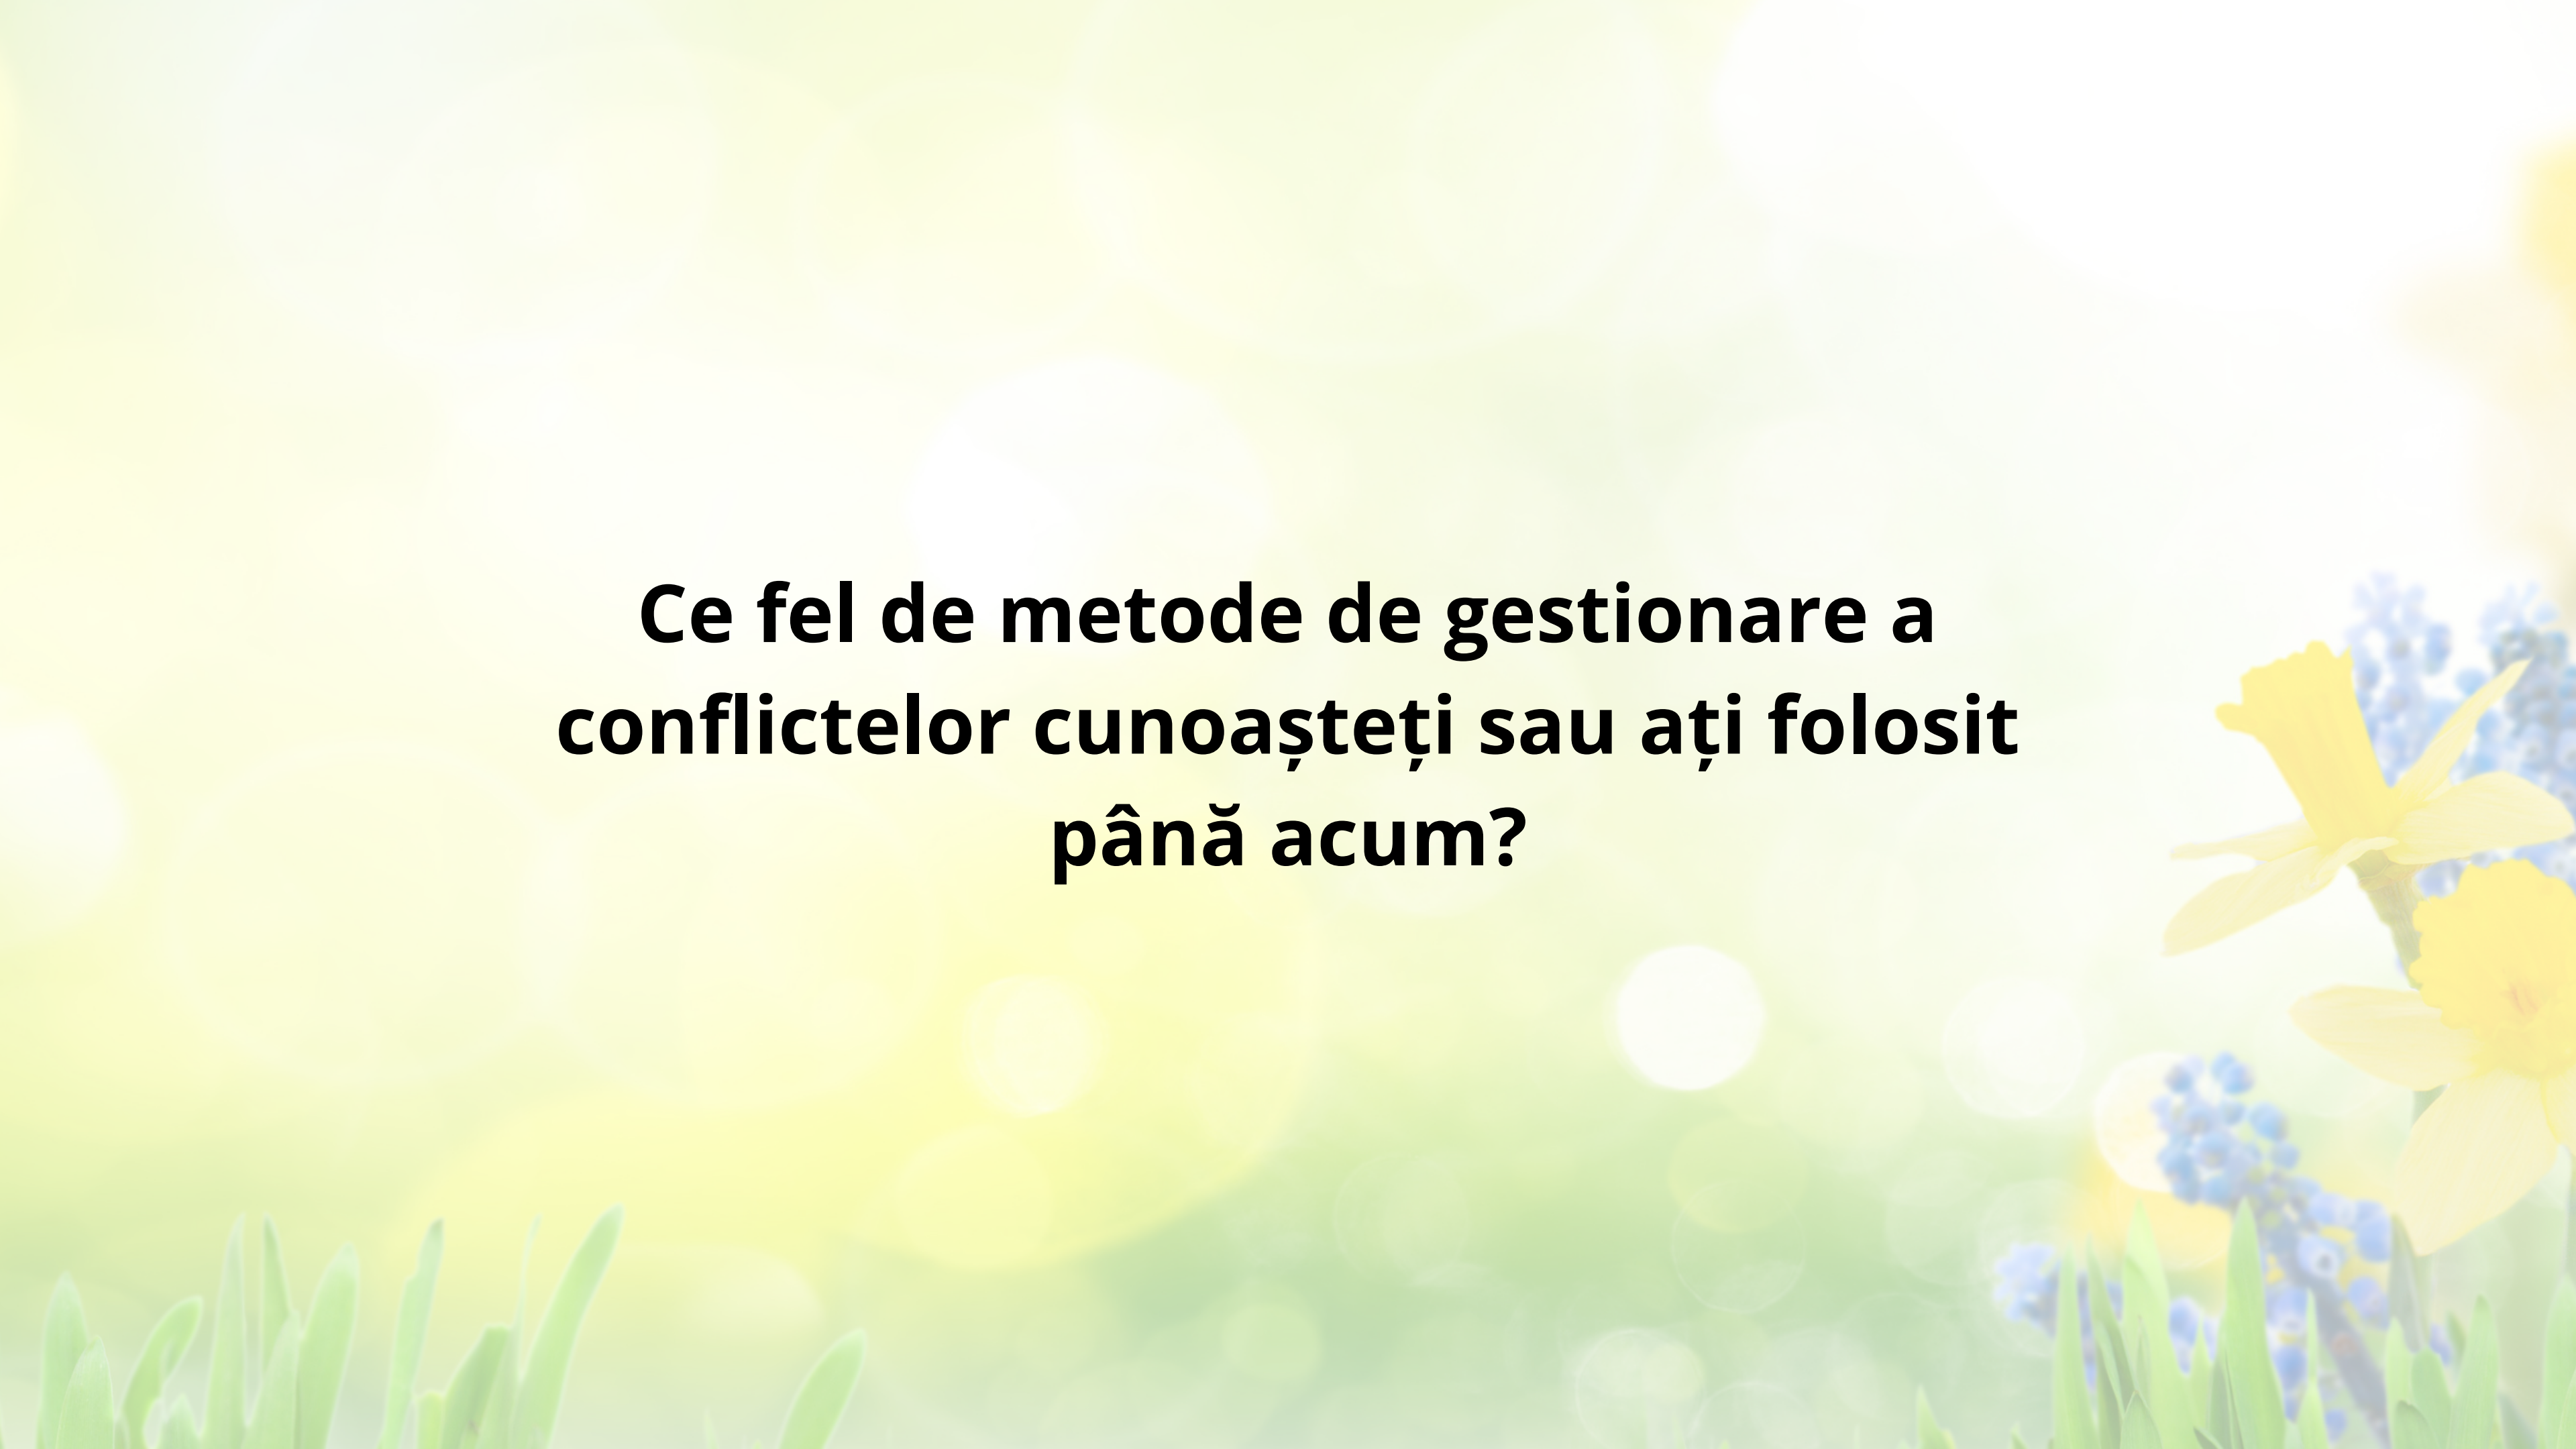 Ce fel de metode de gestionare a
conflictelor cunoașteți sau ați folosit
până acum?